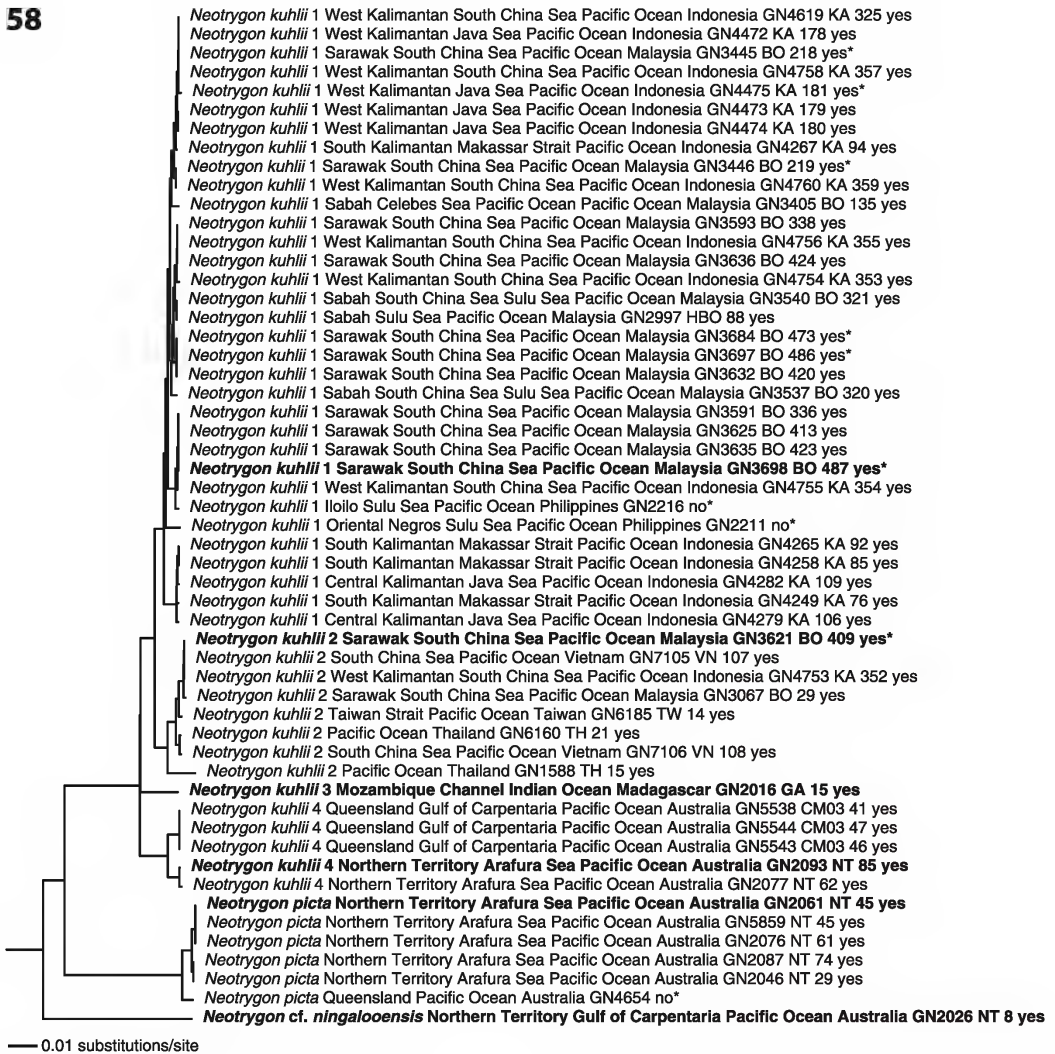 58
Neotrygon kuhlii 1 West Kalimantan South China Sea Pacific Ocean Indonesia GN4619 KA 325 yes
Neotrygon kuhlii 1 West Kalimantan Java Sea Pacific Ocean Indonesia GN4472 KA 178 yes
Neotrygon kuhlii 1 Sarawak South China Sea Pacific Ocean Malaysia GN3445 BO 218 yes*
Neotrygon kuhlii 1 West Kalimantan South China Sea Pacific Ocean Indonesia GN4758 KA 357 yes
Neotrygon kuhlii 1 West Kalimantan Java Sea Pacific Ocean Indonesia GN4475 KA 181 yes*
Neotrygon kuhlii 1 West Kalimantan Java Sea Pacific Ocean Indonesia GN4473 KA 179 yes
Neotrygon kuhlii 1 West Kalimantan Java Sea Pacific Ocean Indonesia GN4474 KA 180 yes
Neotrygon kuhlii 1 South Kalimantan Makassar Strait Pacific Ocean Indonesia GN4267 KA 94 yes
Neotrygon kuhlii 1 Sarawak South China Sea Pacific Ocean Malaysia GN3446 BO 219 yes*
Neotrygon kuhlii 1 West Kalimantan South China Sea Pacific Ocean Indonesia GN4760 KA 359 yes
Neotrygon kuhlii 1 Sabah Celebes Sea Pacific Ocean Pacific Ocean Malaysia GN3405 BO 135 yes
Neotrygon kuhlii 1 Sarawak South China Sea Pacific Ocean Malaysia GN3593 BO 338 yes
Neotrygon kuhlii 1 West Kalimantan South China Sea Pacific Ocean Indonesia GN4756 KA 355 yes
Neotrygon kuhlii 1 Sarawak South China Sea Pacific Ocean Malaysia GN3636 BO 424 yes
Neotrygon kuhlii 1 West Kalimantan South China Sea Pacific Ocean Indonesia GN4754 KA 353 yes
Neotrygon kuhlii 1 Sabah South China Sea Sulu Sea Pacific Ocean Malaysia GN3540 BO 321 yes
Neotrygon kuhlii 1 Sabah Sulu Sea Pacific Ocean Malaysia GN2997 HBO 88 yes
Neotrygon kuhlii 1 Sarawak South China Sea Pacific Ocean Malaysia GN3684 BO 473 yes*
Neotrygon kuhlii 1 Sarawak South China Sea Pacific Ocean Malaysia GN3697 BO 486 yes*
Neotrygon kuhlii 1 Sarawak South China Sea Pacific Ocean Malaysia GN3632 BO 420 yes
Neotrygon kuhlii 1 Sabah South China Sea Sulu Sea Pacific Ocean Malaysia GN3537 BO 320 yes
Neotrygon kuhlii 1 Sarawak South China Sea Pacific Ocean Malaysia GN3591 BO 336 yes
Neotrygon kuhlii 1 Sarawak South China Sea Pacific Ocean Malaysia GN3625 BO 413 yes
Neotrygon kuhlii 1 Sarawak South China Sea Pacific Ocean Malaysia GN3635 BO 423 yes
Neotrygon kuhlii 1 Sarawak South China Sea Pacific Ocean Malaysia GN3698 BO 487 yes*
Neotrygon kuhlii 1 West Kalimantan South China Sea Pacific Ocean Indonesia GN4755 KA 354 yes
Neotrygon kuhlii 1 Iloilo Sulu Sea Pacific Ocean Philippines GN2216 no*
Neotrygon kuhlii 1 Oriental Negros Sulu Sea Pacific Ocean Philippines GN2211 no*
Neotrygon kuhlii 1 South Kalimantan Makassar Strait Pacific Ocean Indonesia GN4265 KA 92 yes
Neotrygon kuhlii 1 South Kalimantan Makassar Strait Pacific Ocean Indonesia GN4258 KA 85 yes
Neotrygon kuhlii 1 Central Kalimantan Java Sea Pacific Ocean Indonesia GN4282 KA 109 yes
Neotrygon kuhlii 1 South Kalimantan Makassar Strait Pacific Ocean Indonesia GN4249 KA 76 yes
Neotrygon kuhlii 1 Central Kalimantan Java Sea Pacific Ocean Indonesia GN4279 KA 106 yes
Neotrygon kuhlii 2 Sarawak South China Sea Pacific Ocean Malaysia GN3621 BO 409 yes*
Neotrygon kuhlii 2 South China Sea Pacific Ocean Vietnam GN7105 VN 107 yes
Neotrygon kuhlii 2 West Kalimantan South China Sea Pacific Ocean Indonesia GN4753 KA 352 yes
Neotrygon kuhlii 2 Sarawak South China Sea Pacific Ocean Malaysia GN3067 BO 29 yes
Neotrygon kuhlii 2 Taiwan Strait Pacific Ocean Taiwan GN6185 TW 14 yes
Neotrygon kuhlii 2 Pacific Ocean Thailand GN6160 TH 21 yes
Neotrygon kuhlii 2 South China Sea Pacific Ocean Vietnam GN7106 VN 108 yes
Neotrygon kuhlii 2 Pacific Ocean Thailand GN1588 TH 15 yes
Neotrygon kuhlii 3 Mozambique Channel Indian Ocean Madagascar GN2016 GA 15 yes
Neotrygon kuhlii 4 Queensland Gulf of Carpentaria Pacific Ocean Australia GN5538 CM03 41 yes
Neotrygon kuhlii 4 Queensland Gulf of Carpentaria Pacific Ocean Australia GN5544 CM03 47 yes
Neotrygon kuhlii 4 Queensland Gulf of Carpentaria Pacific Ocean Australia GN5543 CM03 46 yes
Neotrygon kuhlii 4 Northern Territory Arafura Sea Pacific Ocean Australia GN2093 NT 85 yes
Neotrygon kuhlii 4 Northern Territory Arafura Sea Pacific Ocean Australia GN2077 NT 62 yes
Neotrygon picta Northern Territory Arafura Sea Pacific Ocean Australia GN2061 NT 45 yes
Neotrygon picta Northern Territory Arafura Sea Pacific Ocean Australia GN5859 NT 45 yes
Neotrygon picta Northern Territory Arafura Sea Pacific Ocean Australia GN2076 NT 61 yes
Neotrygon picta Northern Territory Arafura Sea Pacific Ocean Australia GN2087 NT 74 yes
Neotrygon picta Northern Territory Arafura Sea Pacific Ocean Australia GN2046 NT 29 yes
Neotrygon picta Queensland Pacific Ocean Australia GN4654 no*
Neotrygon cf. ningalooensis Northern Territory Gulf of Carpentaria Pacific Ocean Australia GN2026 NT 8 yes
0.01 substitutions/site